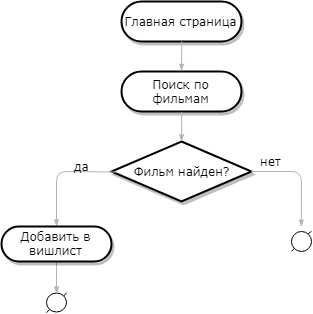 Главная страница
Поиск по
фильмам
Фильм найден?
да
нет
Добавить в
вишлист